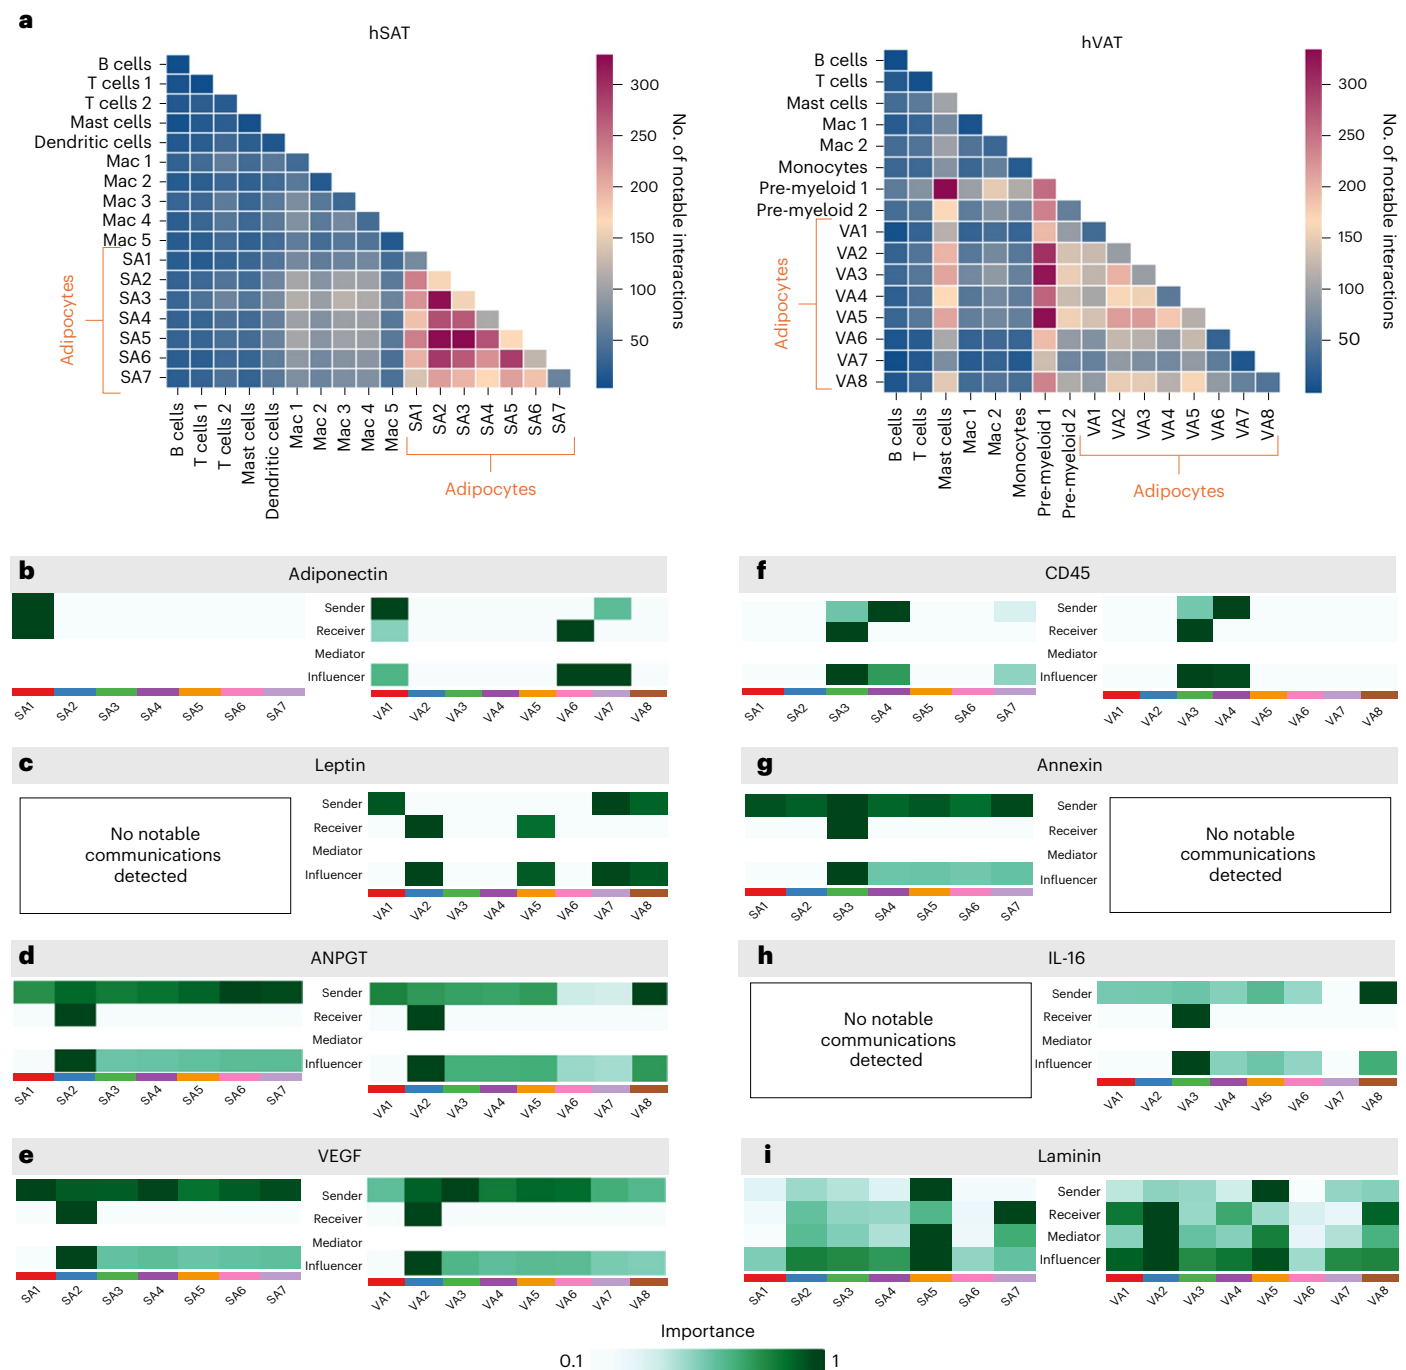 a
hSAT
B cells
T cells 1
T cells 2
Mast cells
Dendritic cells
Mac 1
Mac 2
Mac 3
Mac 4
Mac 5
SA1
SA2
SA3
SA4
SA5
SA6
SA7
Adipocytes
B cells
T cells 1
T cells 2
Mast cells
Dendritic cells
Mac 1
Mac 2
Mac 3
Mac 4
Mac 5
SA1
SA2
SA3
SA4
SA5
SA6
SA7
Adipocytes
300
250
200
150
100
50
No. of notable interactions
hVAT
B cells
T cells
Mast cells
Mac 1
Mac 2
Monocytes
Pre-myeloid 1
Pre-myeloid 2
VA1
VA2
VA3
VA4
VA5
VA6
VA7
VA8
Adipocytes
B cells
T cells
Mast cells
Mac 1
Mac 2
Monocytes
Pre-myeloid 1
Pre-myeloid 2
VA1
VA2
VA3
VA4
VA5
VA6
VA7
VA8
Adipocytes
300
250
200
150
100
50
No. of notable interactions
b
Adiponectin
Sender
Receiver
Mediator
Influencer
SA1 SA2 SA3 SA4 SA5 SA6 SA7
VA1 VA2 VA3 VA4 VA5 VA6 VA7 VA8
c
Leptin
No notable
communications
detected
Sender
Receiver
Mediator
Influencer
VA1 VA2 VA3 VA4 VA5 VA6 VA7 VA8
d
ANPGT
Sender
Receiver
Mediator
Influencer
SA1 SA2 SA3 SA4 SA5 SA6 SA7
VA1 VA2 VA3 VA4 VA5 VA6 VA7 VA8
e
VEGF
Sender
Receiver
Mediator
Influencer
SA1 SA2 SA3 SA4 SA5 SA6 SA7
VA1 VA2 VA3 VA4 VA5 VA6 VA7 VA8
f
CD45
Sender
Receiver
Mediator
Influencer
SA1 SA2 SA3 SA4 SA5 SA6 SA7
VA1 VA2 VA3 VA4 VA5 VA6 VA7 VA8
g
Annexin
Sender
Receiver
Mediator
Influencer
SA1 SA2 SA3 SA4 SA5 SA6 SA7
No notable
communications
detected
h
IL-16
No notable
communications
detected
Sender
Receiver
Mediator
Influencer
VA1 VA2 VA3 VA4 VA5 VA6 VA7 VA8
i
Laminin
Sender
Receiver
Mediator
Influencer
SA1 SA2 SA3 SA4 SA5 SA6 SA7
VA1 VA2 VA3 VA4 VA5 VA6 VA7 VA8
Importance
0.1 1